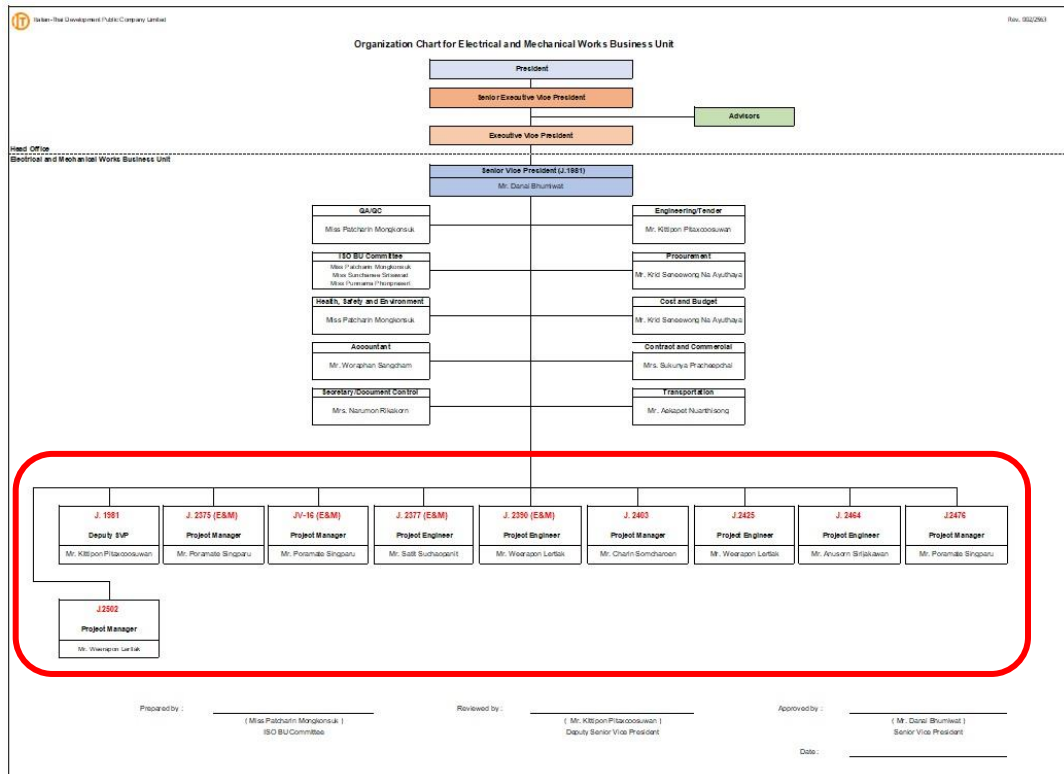 Italian-Thai Development Public Company Limited
Rev. 002/2563
Organization Chart for Electrical and Mechanical Works Business Unit
President
Senior Executive Vice President
Advisors
Executive Vice President
Head Office
Electrical and Mechanical Works Business Unit
Senior Vice President (J.1981)
Mr. Danai Bhumiwat
QA/QC
Miss Patcharin Mongkonsuk
Engineering/Tender
Mr. Kittipon Pitaxcoosuwan
ISO BU Committee
Miss Patcharin Mongkonsuk
Miss Sunchanee Srisawat
Miss Punnama Phunprasert
Procurement
Mr. Krid Seneewong Na Ayuthaya
Health, Safety and Environment
Miss Patcharin Mongkonsuk
Cost and Budget
Mr. Krid Seneewong Na Ayuthaya
Accountant
Mr. Woraphan Sangcham
Contract and Commercial
Mrs. Sukunya Pracheepchai
Secretary/Document Control
Mrs. Narumon Rikakorn
Transportation
Mr. Aekapet Nuanthisong
J. 1981
Deputy SVP
Mr. Kittipon Pitaxcoosuwan
J. 2375 (E&M)
Project Manager
Mr. Poramate Singparu
JV-16 (E&M)
Project Manager
Mr. Poramate Singparu
J. 2377 (E&M)
Project Engineer
Mr. Satit Suchaopanit
J. 2390 (E&M)
Project Engineer
Mr. Weerapon Lertlak
J. 2403
Project Manager
Mr. Charin Somcharoen
J.2425
Project Engineer
Mr. Weerapon Lertlak
J. 2464
Project Engineer
Mr. Anusorn Sirijakawan
J.2476
Project Manager
Mr. Poramate Singparu
J.2502
Project Manager
Mr. Weerapon Lertlak
Prepared by :
( Miss Patcharin Mongkonsuk )
ISO BU Committee
Reviewed by :
( Mr. Kittipon Pitaxcoosuwan )
Deputy Senior Vice President
Approved by :
( Mr. Danai Bhumiwat )
Senior Vice President
Date :